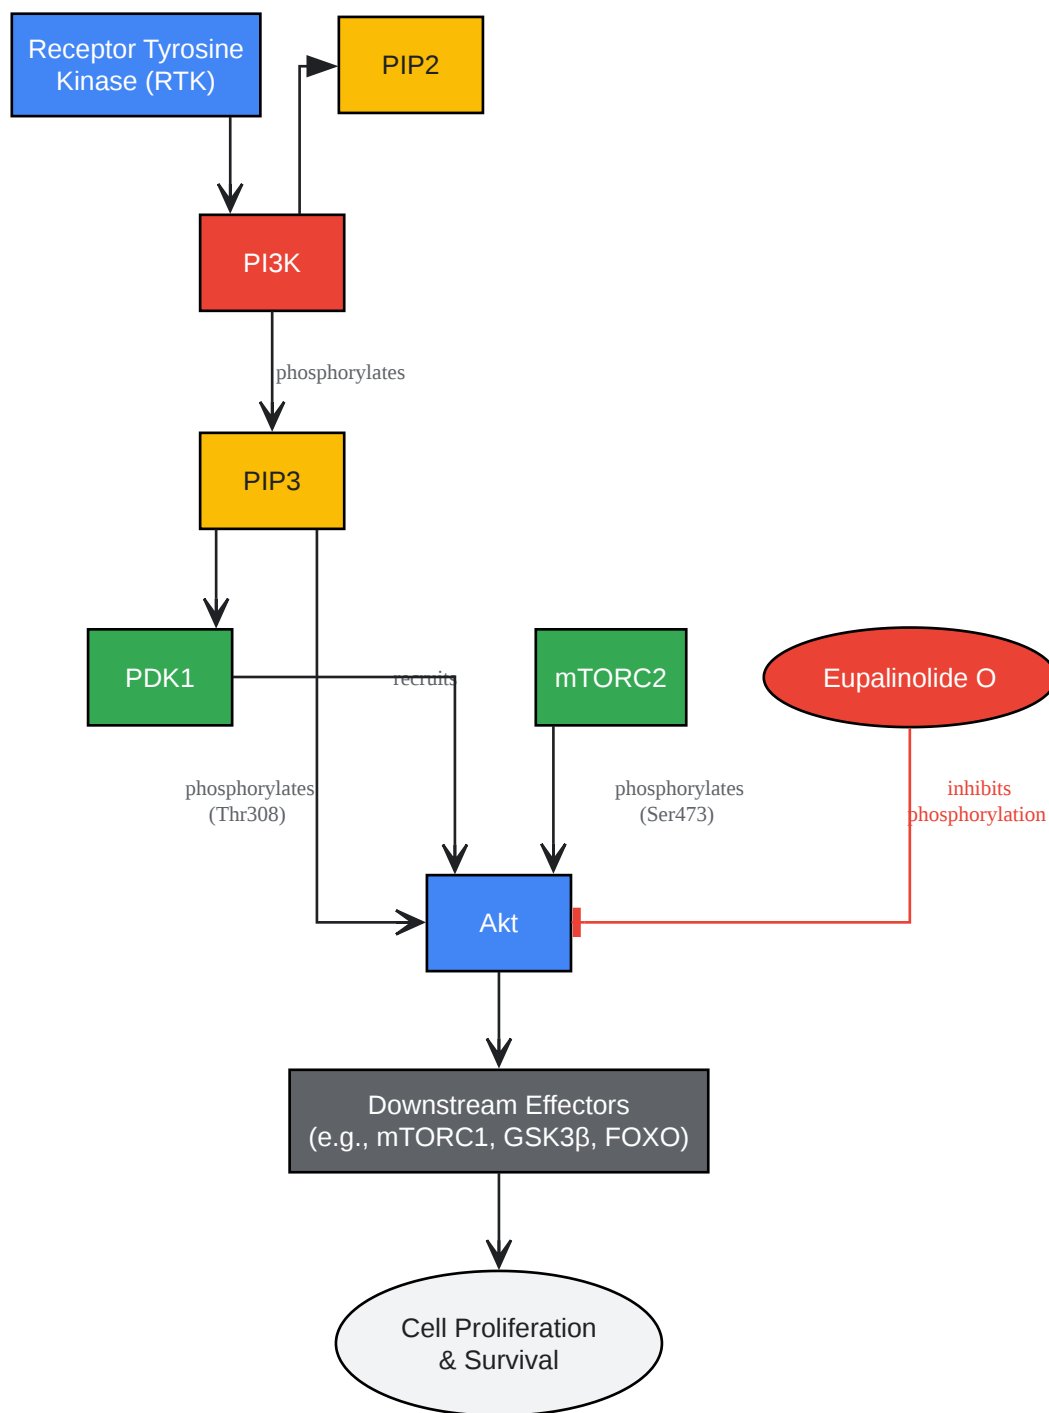 Receptor Tyrosine
Kinase (RTK)
PIP2
PI3K
phosphorylates
PIP3
PDK1
recruits
mTORC2
Eupalinolide O
phosphorylates
(Thr308)
phosphorylates
(Ser473)
inhibits
phosphorylation
Akt
Downstream Effectors
(e.g., mTORC1, GSK3β, FOXO)
Cell Proliferation
& Survival